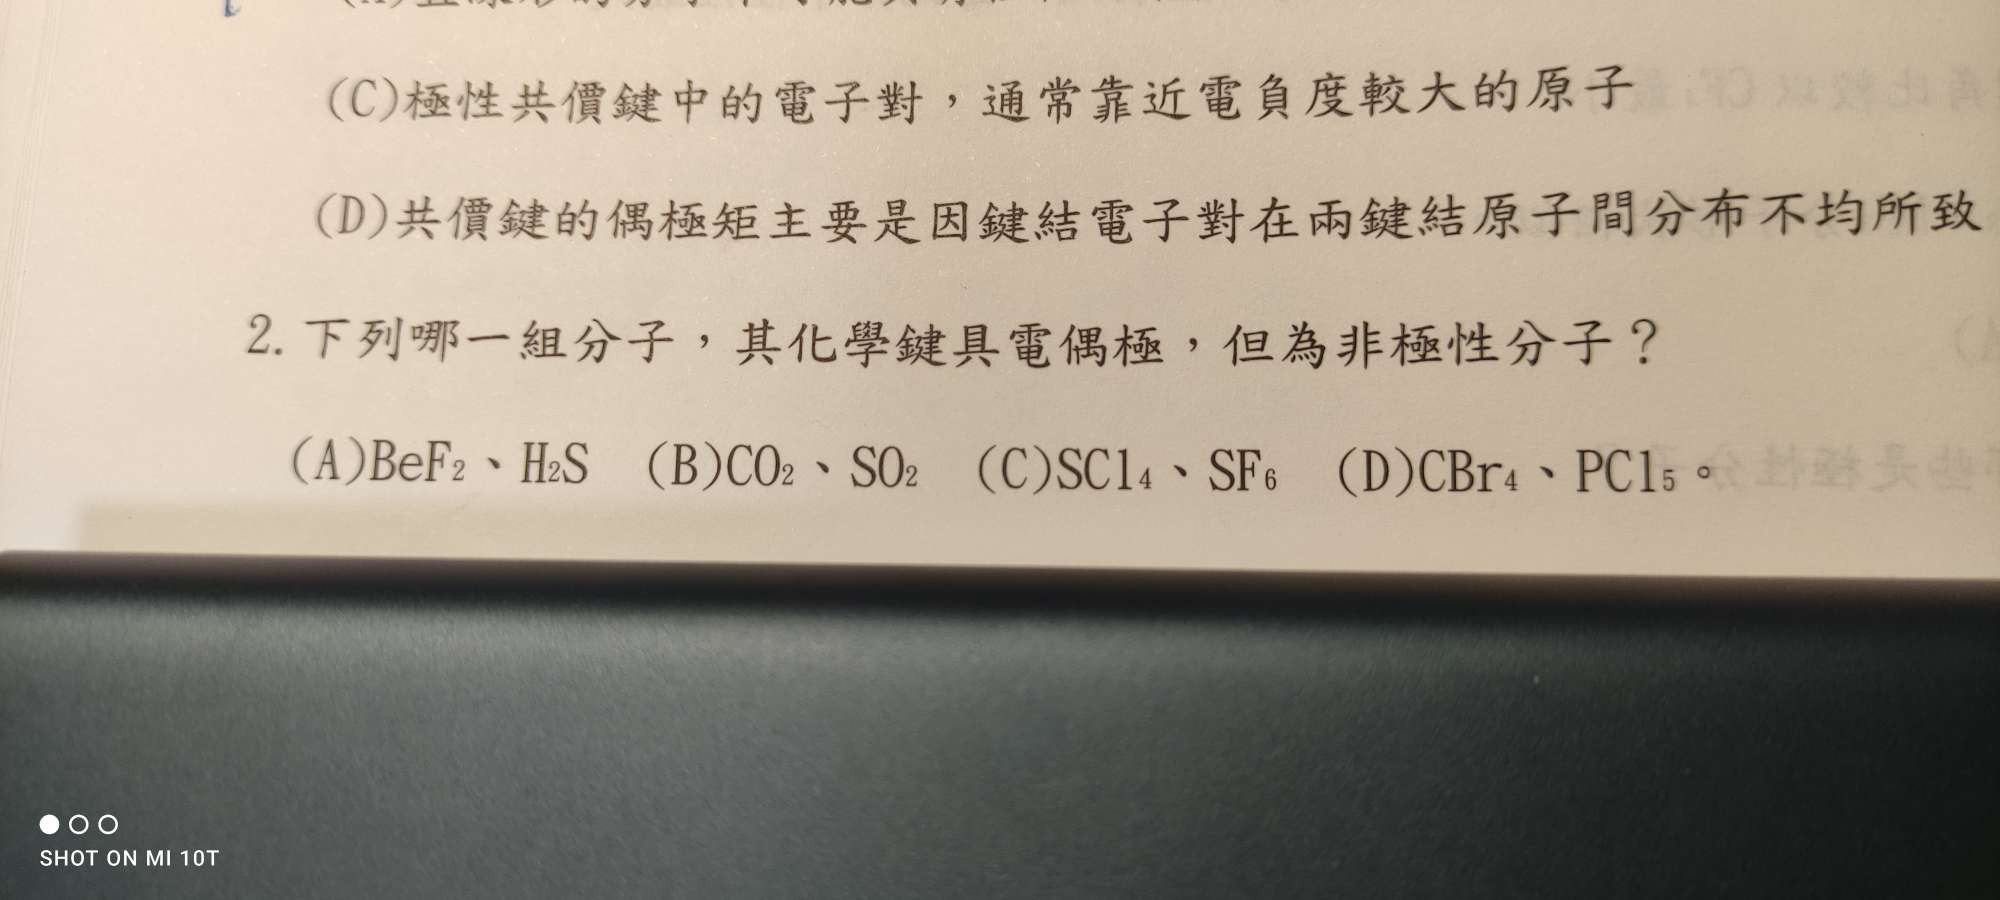 (C)極性共價鍵中的電子對，通常靠近電負度較大的原子
(D)共價鍵的偶極矩主要是因鍵結電子對在兩鍵結原子間分布不均所致
2.下列哪一組分子，其化學鍵具電偶極，但為非極性分子？
(A)BeF₂、H₂S (B)CO₂、SO₂ (C)SCl₄、SF₆ (D)CBr₄、PCl₅。
SHOT ON MI 10T